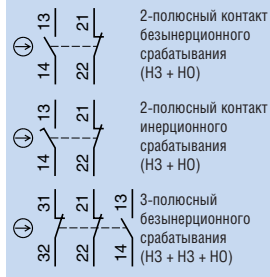 13
21
14
22
2-полюсный контакт
безынерционного
срабатывания
(НЗ + НО)
13
21
14
22
2-полюсный контакт
инерционного
срабатывания
(НЗ + НО)
31
21
13
32
22
14
3-полюсный
безынерционного
срабатывания
(НЗ + НЗ + НО)